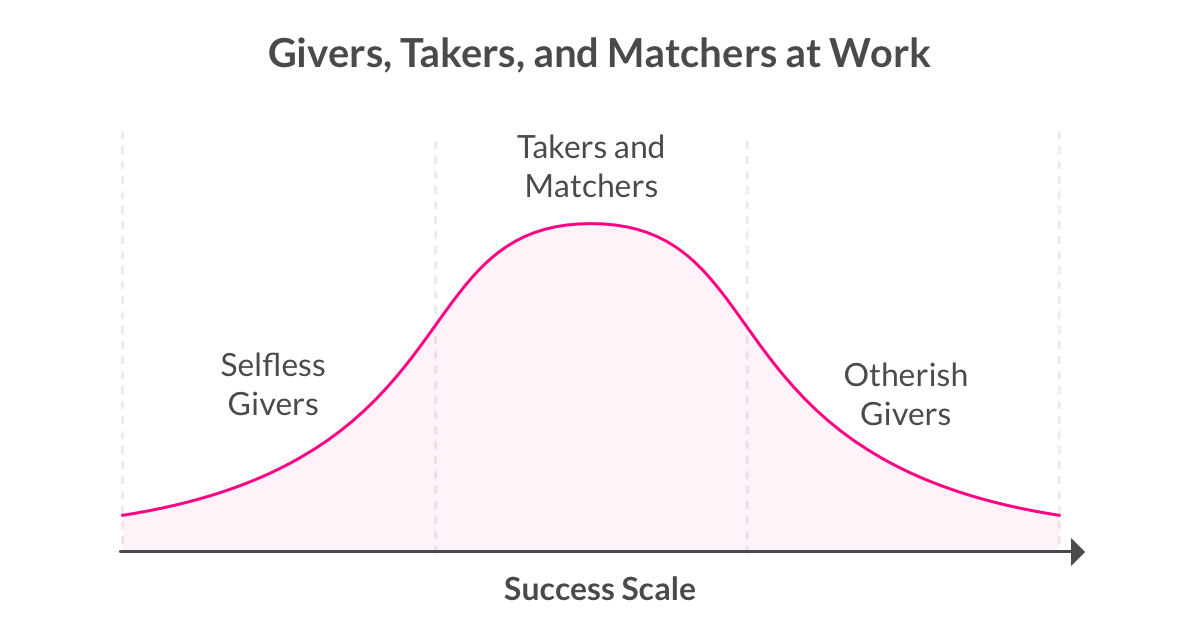 Givers, Takers, and Matchers at Work
Takers and
Matchers
Selfless
Givers
Otherish
Givers
Success Scale